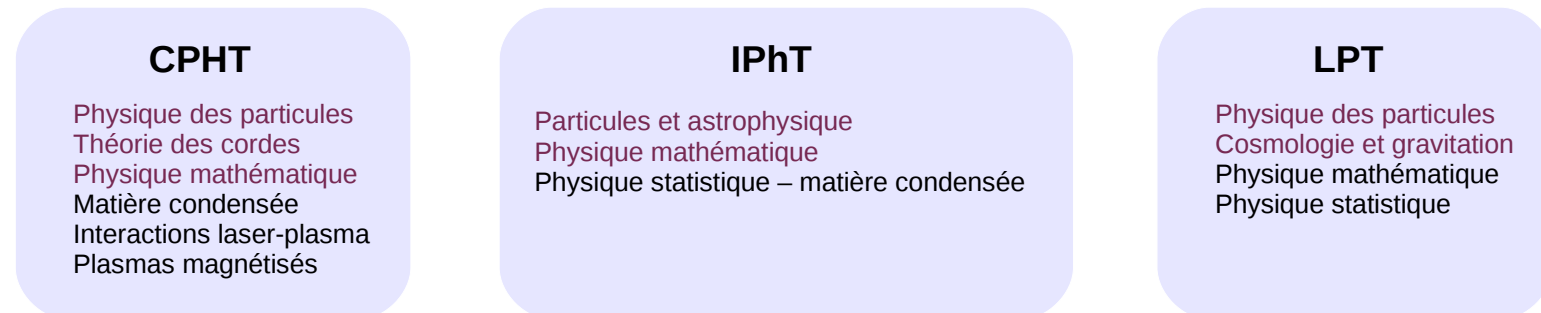 CPHT
Physique des particules
Théorie des cordes
Physique mathématique
Matière condensée
Interactions laser-plasma
Plasmas magnétisés
IPhT
Particules et astrophysique
Physique mathématique
Physique statistique – matière condensée
LPT
Physique des particules
Cosmologie et gravitation
Physique mathématique
Physique statistique